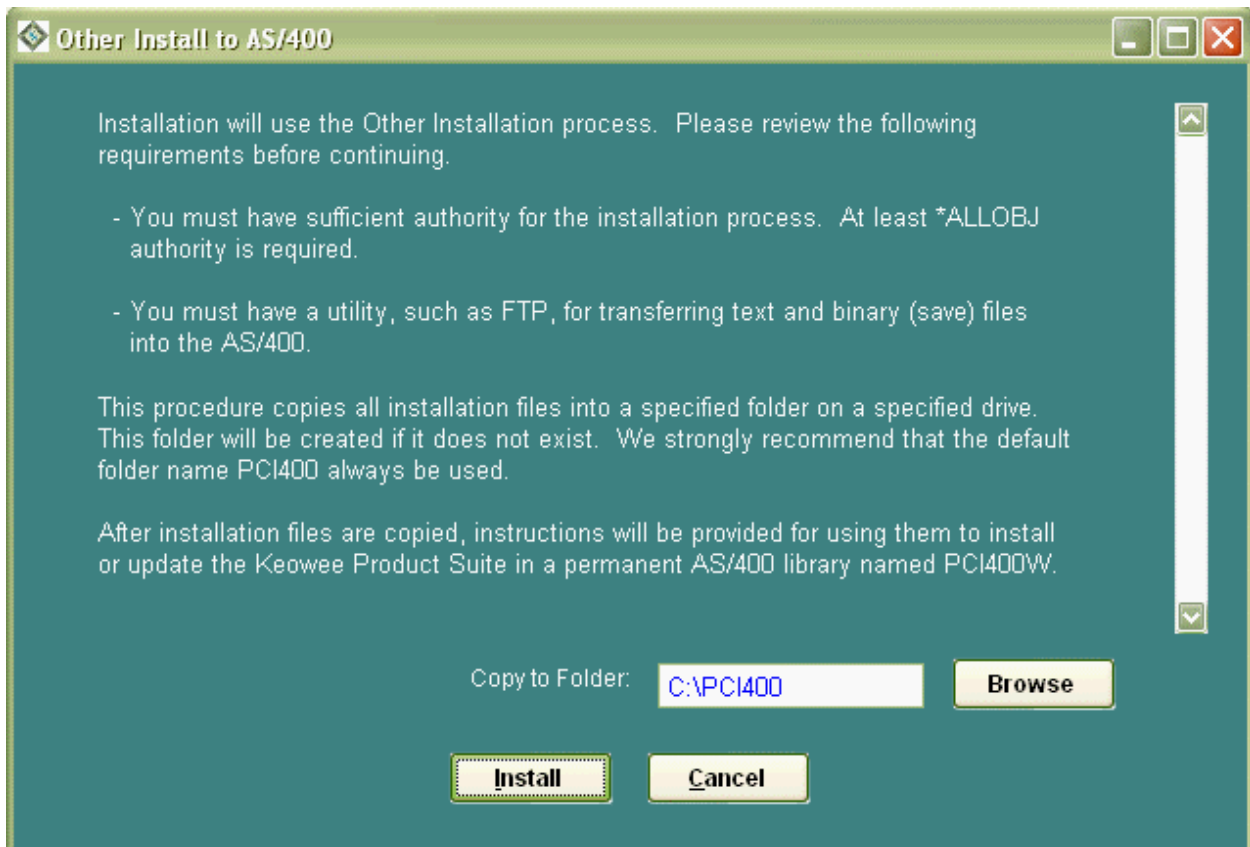 Other Install to AS/400
Installation will use the Other Installation process.  Please review the following
requirements before continuing.
- You must have sufficient authority for the installation process.  At least *ALLOBJ
authority is required.
- You must have a utility, such as FTP, for transferring text and binary (save) files
into the AS/400.
This procedure copies all installation files into a specified folder on a specified drive.
This folder will be created if it does not exist.  We strongly recommend that the default
folder name PCI400 always be used.
After installation files are copied, instructions will be provided for using them to install
or update the Keowee Product Suite in a permanent AS/400 library named PCI400W.
Copy to Folder: C:\PCI400 Browse
Install Cancel